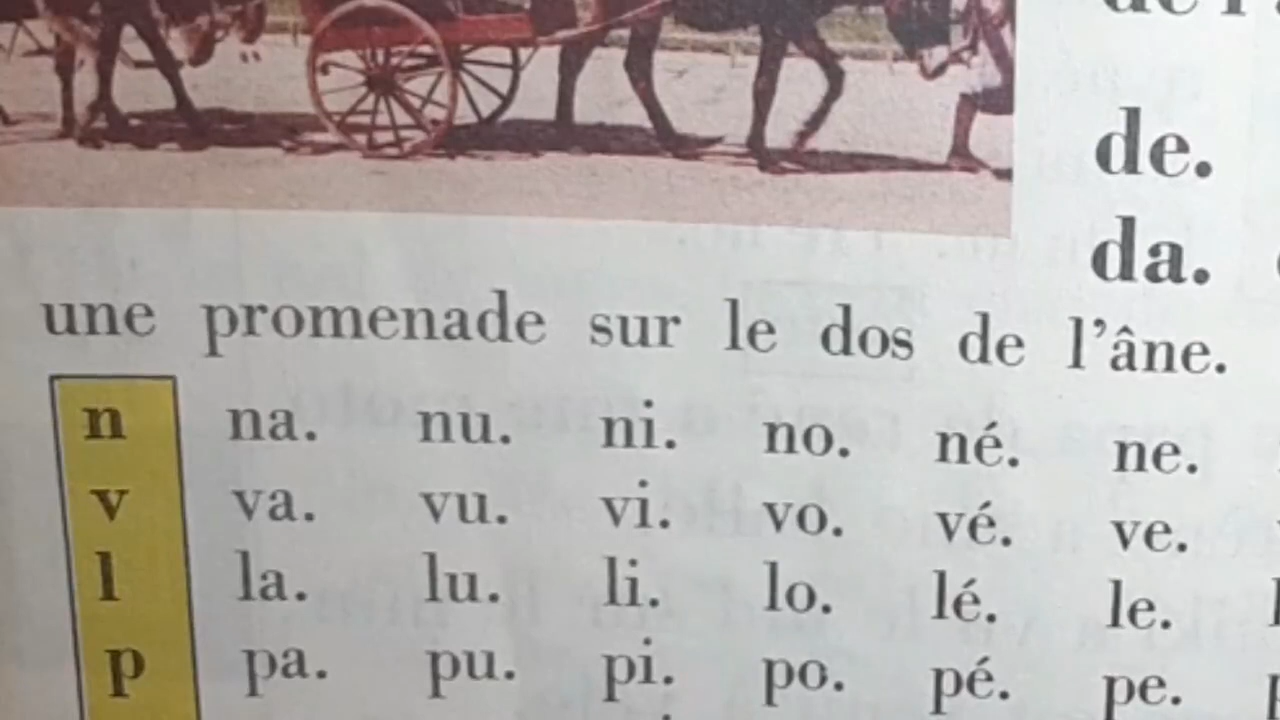 de.
da.
une promenade sur le dos de l'âne.
n na. nu. ni. no. né. ne.
v va. vu. vi. vo. vé. ve.
l la. lu. li. lo. lé. le.
p pa. pu. pi. po. pé. pe.